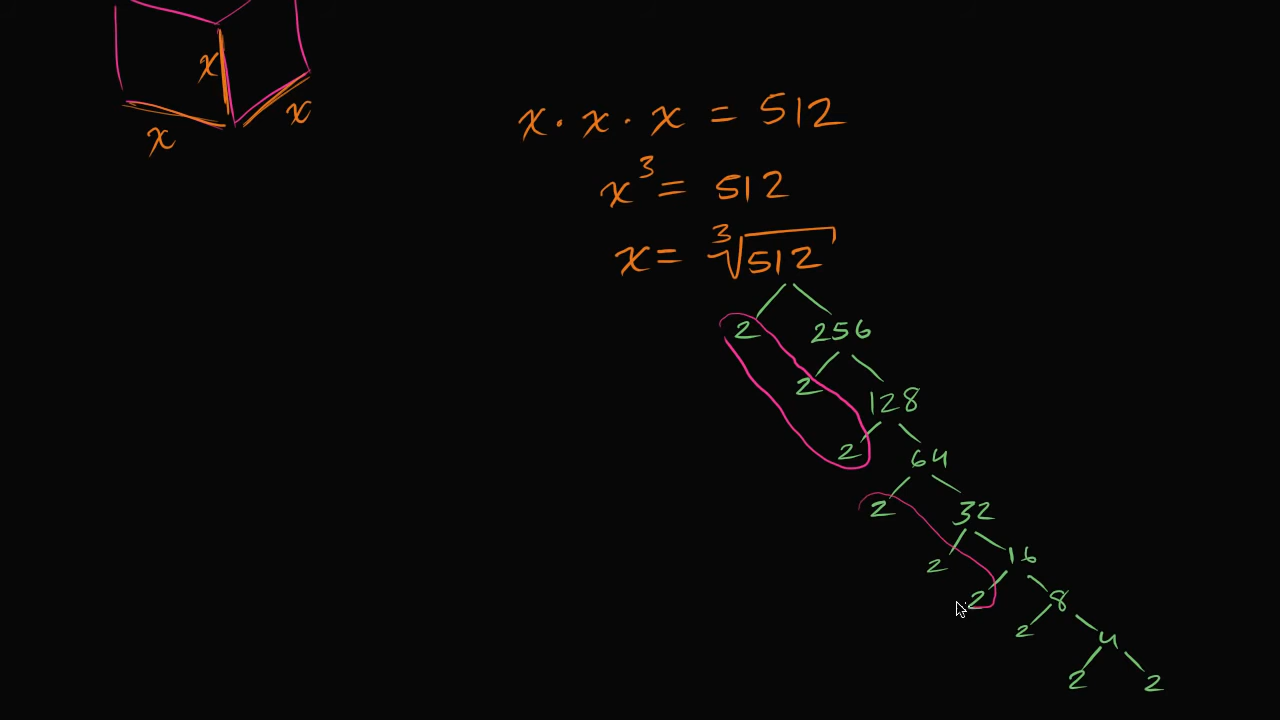 x
x
x
x · x · x = 512
x³ = 512
x = ∛512
2 256
2 128
2 64
2 32
2 16
2 8
2 4
2 2